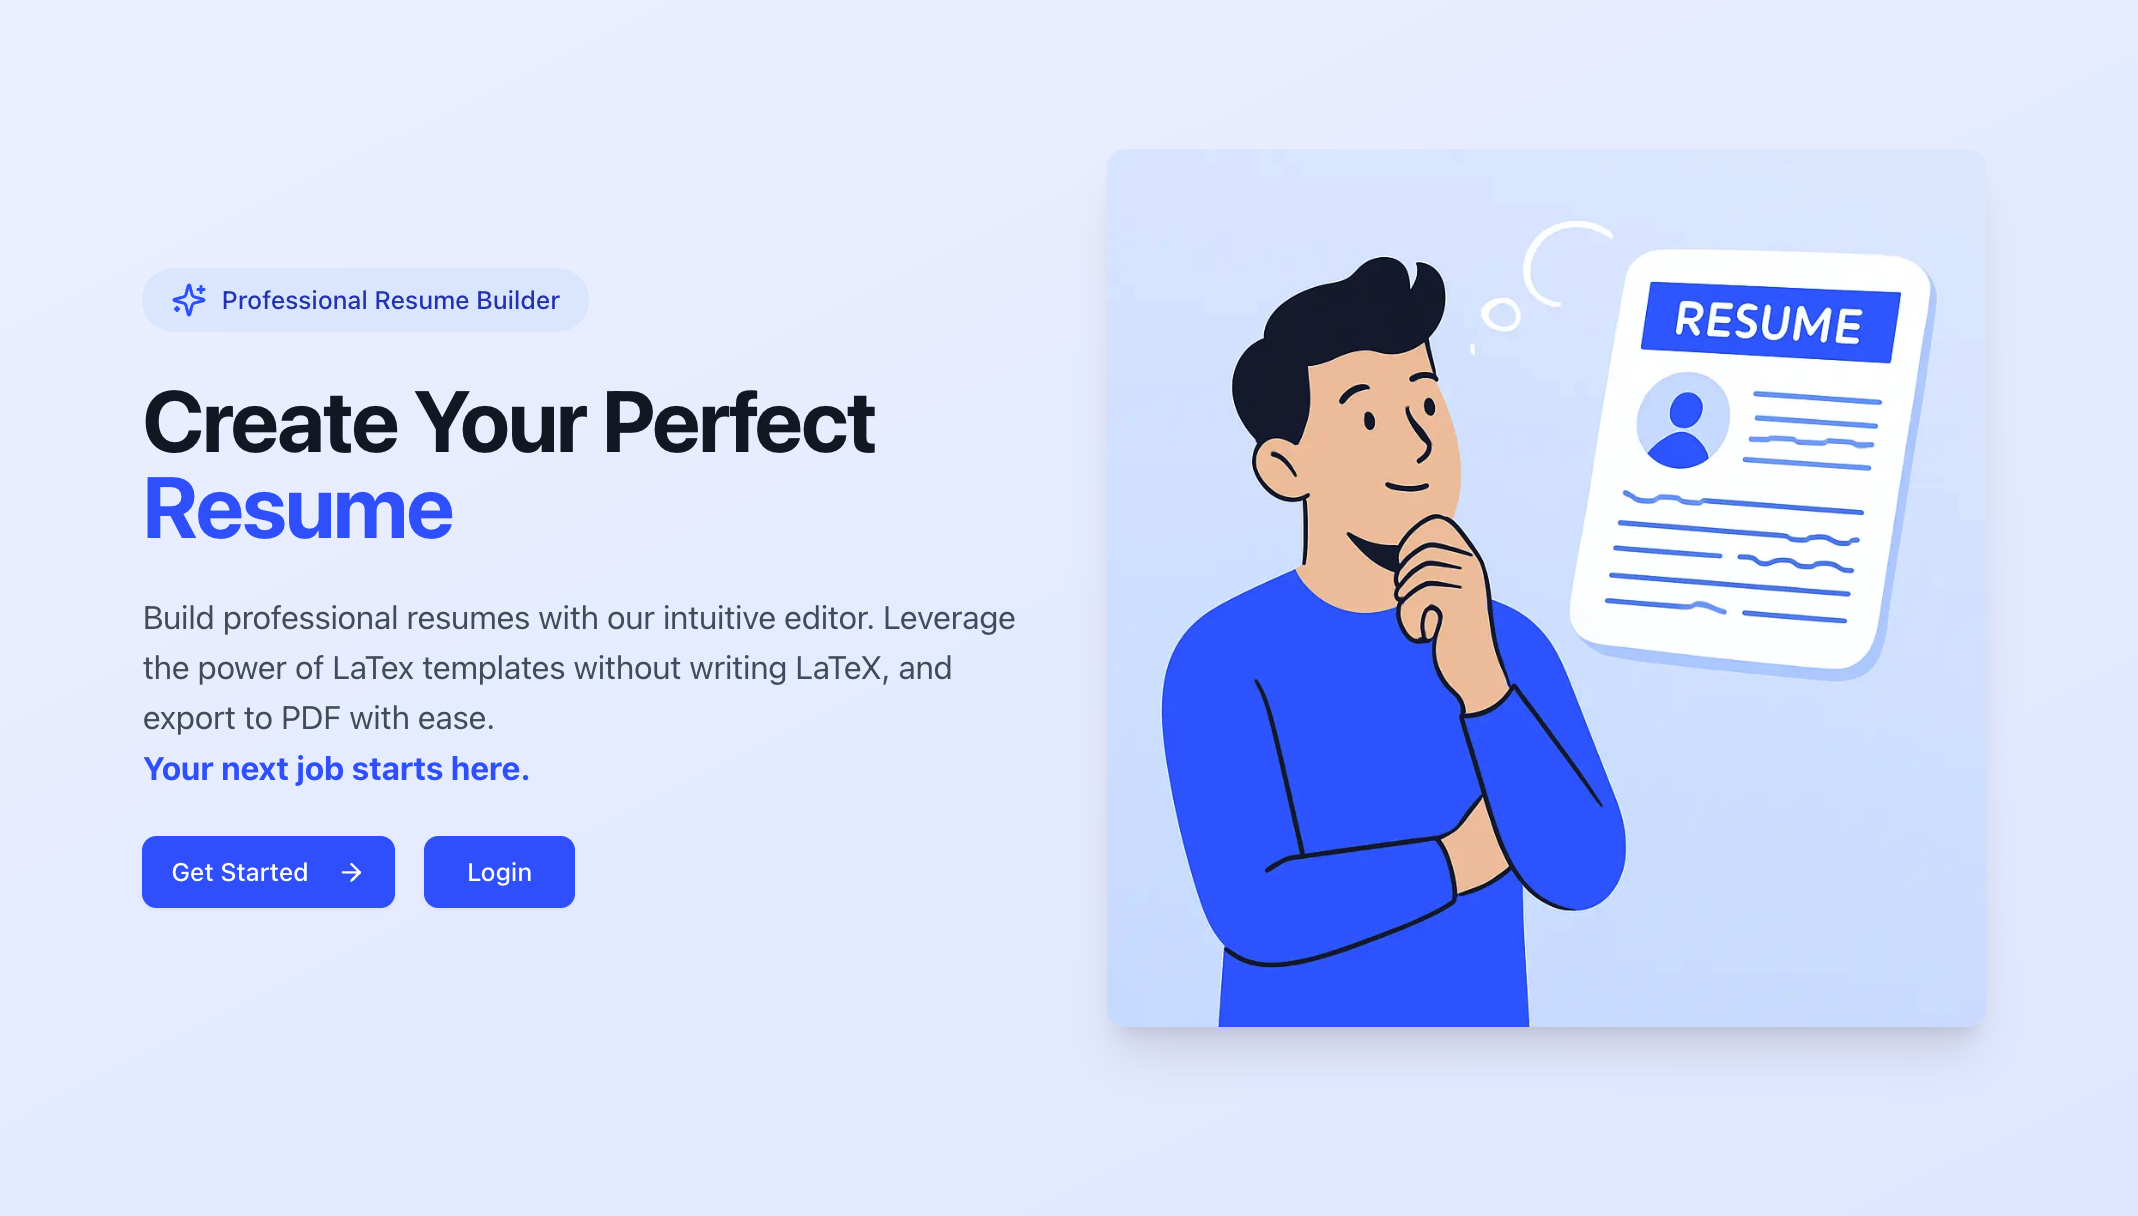 Professional Resume Builder
Create Your Perfect
Resume
Build professional resumes with our intuitive editor. Leverage
the power of LaTex templates without writing LaTeX, and
export to PDF with ease.
Your next job starts here.
Get Started
Login
RESUME